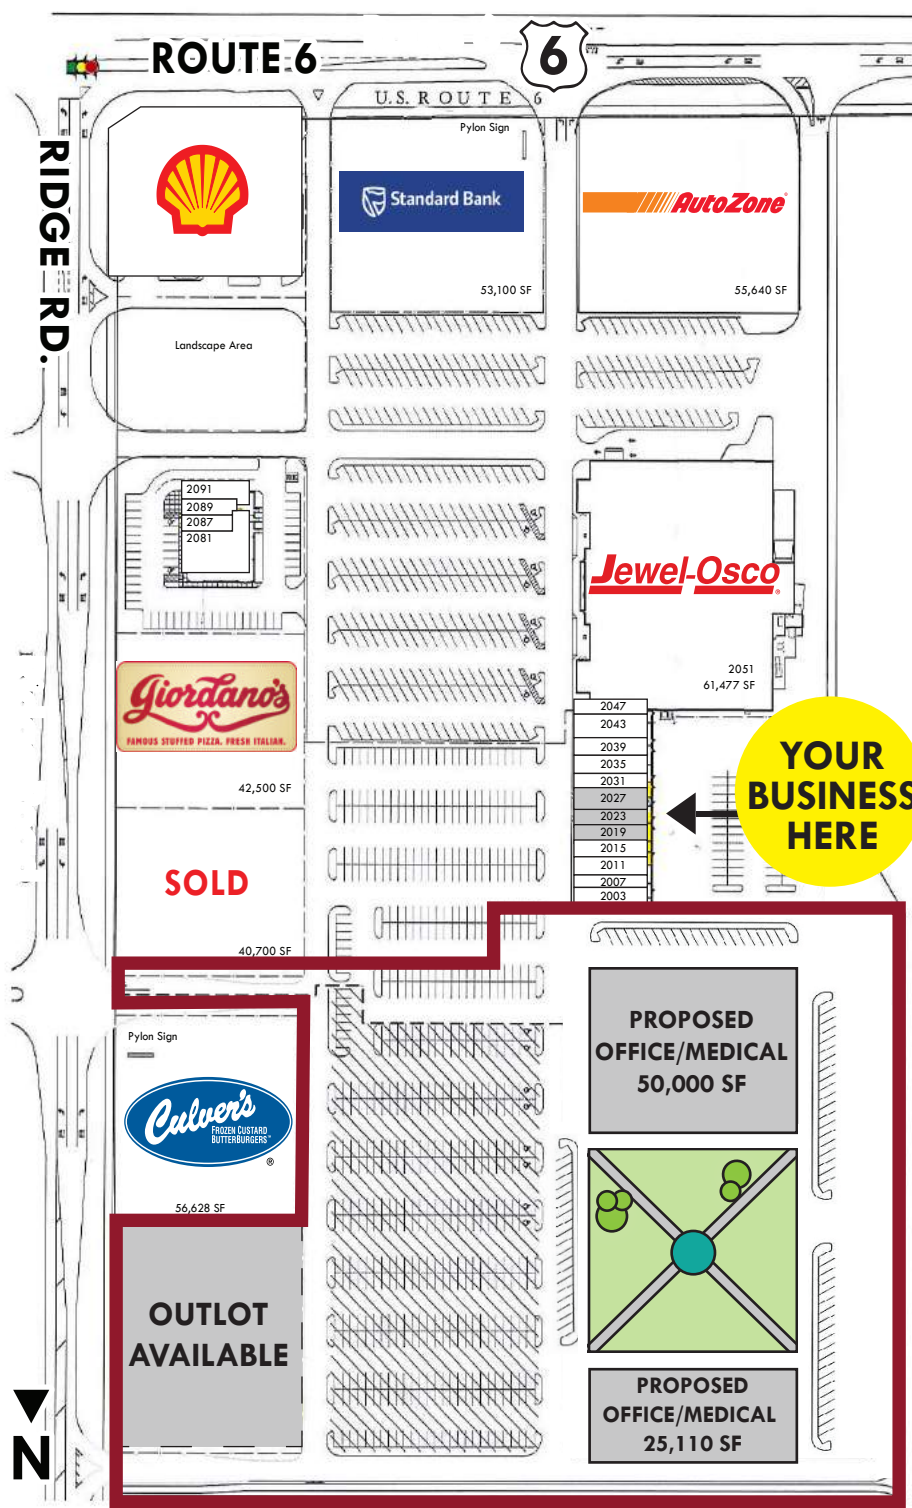 ROUTE 6
6
U.S. ROUTE 6
RIDGE RD.
Pylon Sign
Standard Bank
53,100 SF
AutoZone
55,640 SF
Landscape Area
2091
2089
2087
2081
Jewel-Osco
2051
61,477 SF
Giordano's
FAMOUS STUFFED PIZZA. FRESH ITALIAN.
42,500 SF
2047
2043
2039
2035
2031
2027
2023
2019
2015
2011
2007
2003
YOUR
BUSINESS
HERE
SOLD
40,700 SF
Pylon Sign
Culver's
FROZEN CUSTARD
BUTTERBURGERS™
®
56,628 SF
PROPOSED
OFFICE/MEDICAL
50,000 SF
OUTLOT
AVAILABLE
PROPOSED
OFFICE/MEDICAL
25,110 SF
N